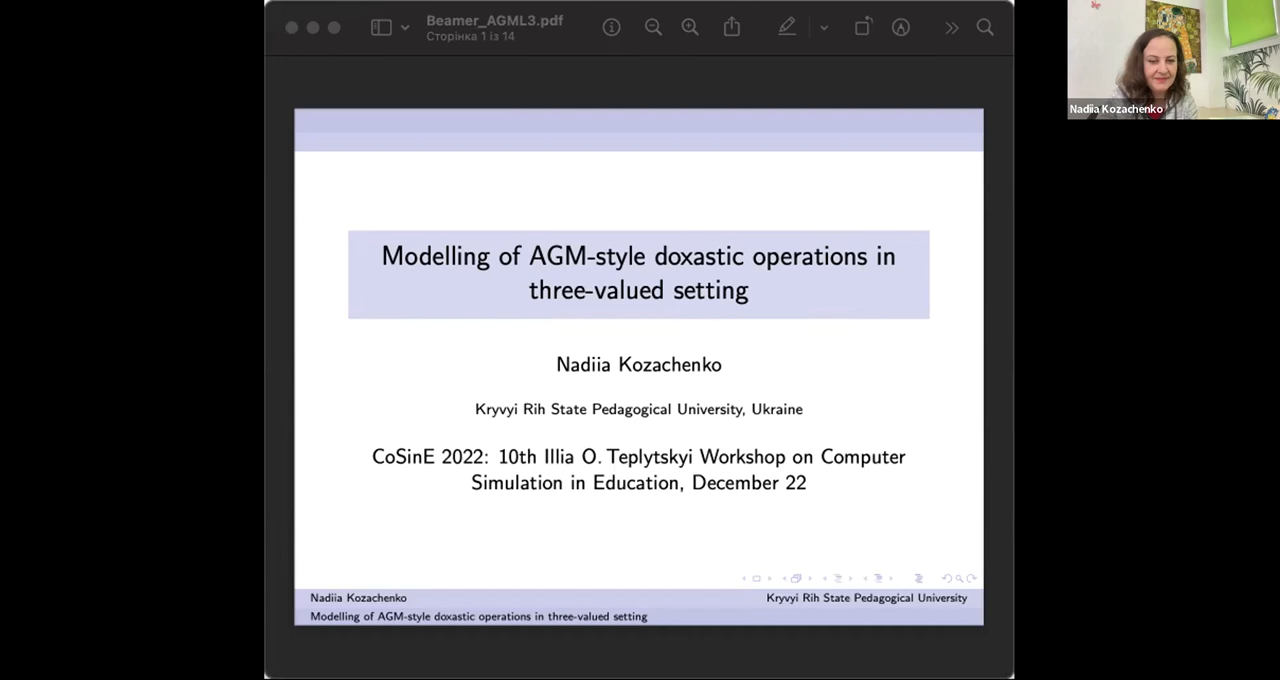 Beamer_AGML3.pdf
Сторінка 1 із 14
Nadiia Kozachenko
Modelling of AGM-style doxastic operations in
three-valued setting
Nadiia Kozachenko
Kryvyi Rih State Pedagogical University, Ukraine
CoSinE 2022: 10th Illia O. Teplytskyi Workshop on Computer
Simulation in Education, December 22
Nadiia Kozachenko
Kryvyi Rih State Pedagogical University
Modelling of AGM-style doxastic operations in three-valued setting